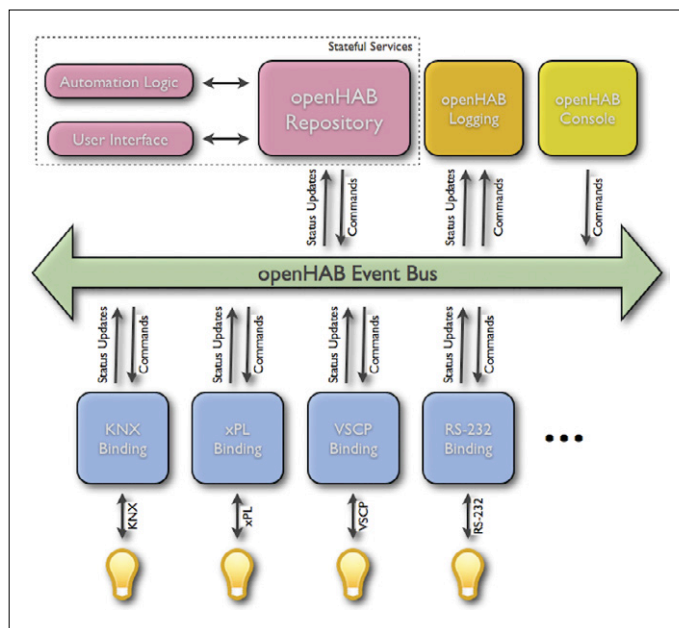 Stateful Services
Automation Logic
User Interface
openHAB
Repository
openHAB
Logging
openHAB
Console
Status Updates
Commands
Status Updates
Commands
Commands
openHAB Event Bus
Status Updates
Commands
Status Updates
Commands
Status Updates
Commands
Status Updates
Commands
KNX
Binding
xPL
Binding
VSCP
Binding
RS-232
Binding
...
KNX
xPL
VSCP
RS-232